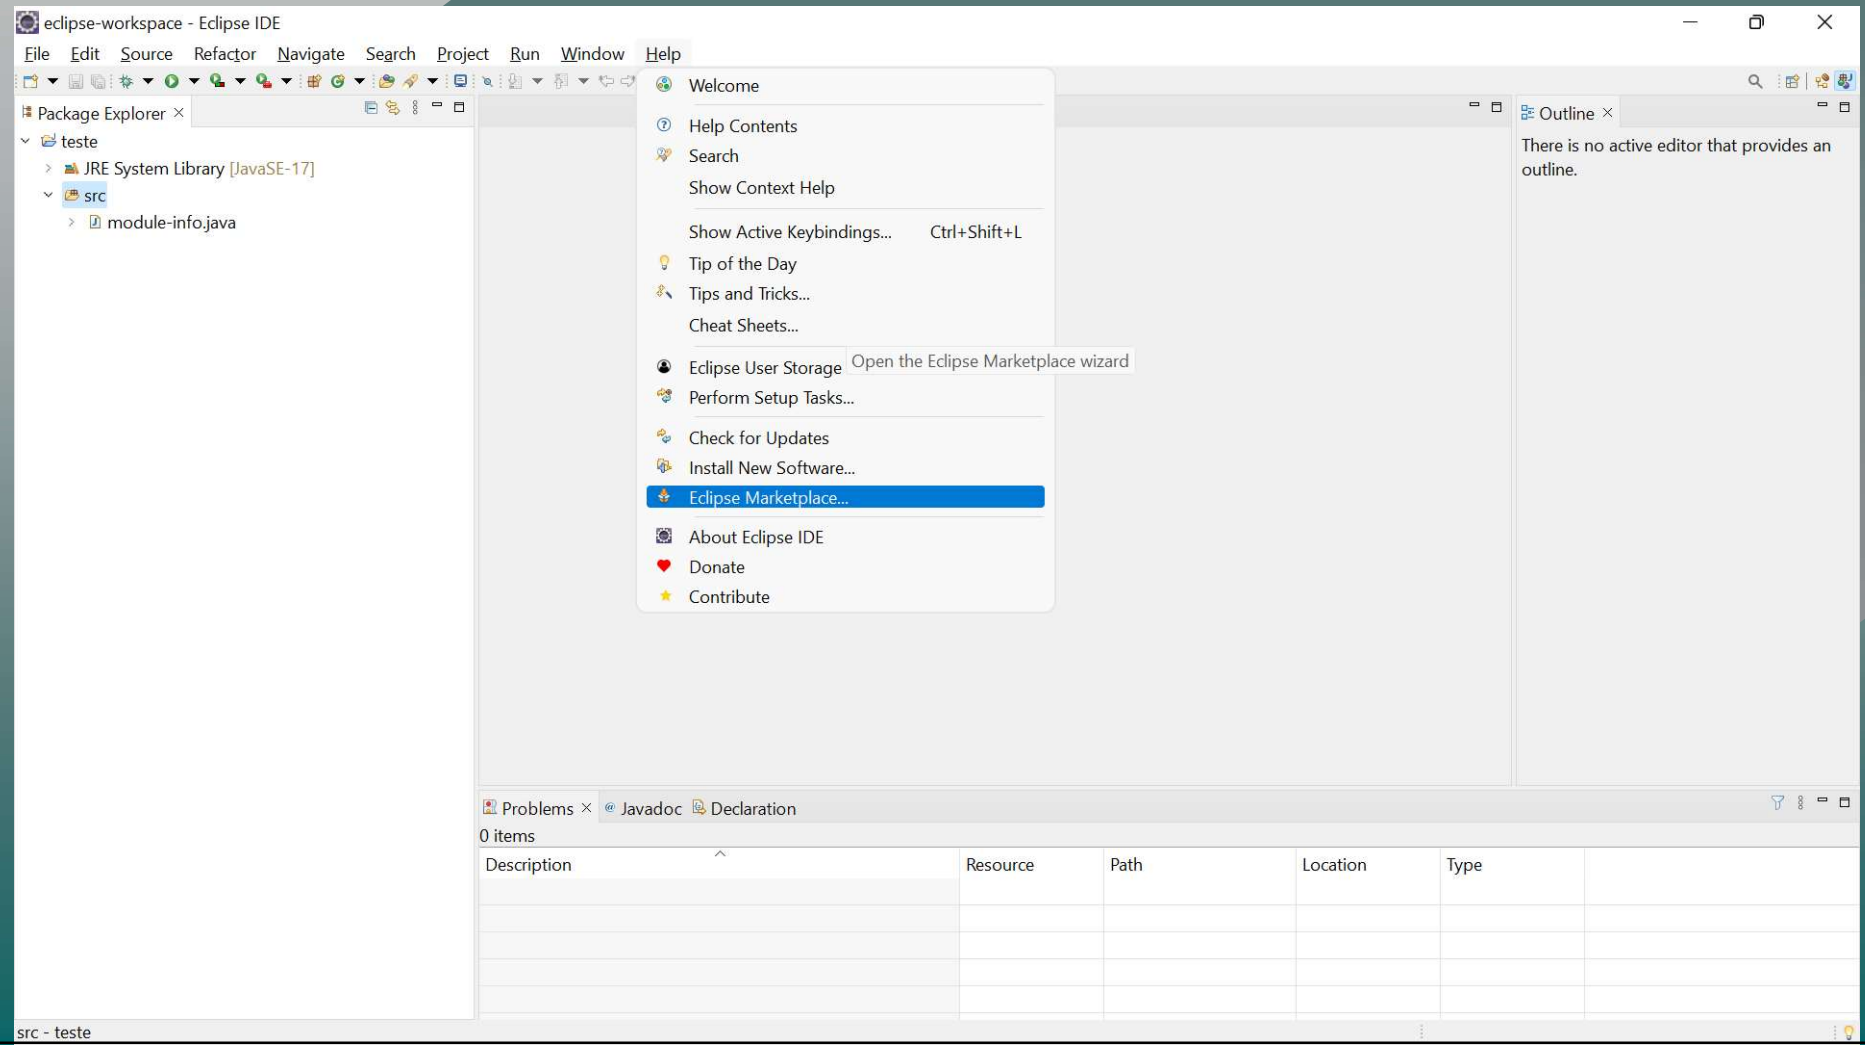 eclipse-workspace - Eclipse IDE
File Edit Source Refactor Navigate Search Project Run Window Help
Package Explorer
teste
JRE System Library [JavaSE-17]
src
module-info.java
Welcome
Help Contents
Search
Show Context Help
Show Active Keybindings... Ctrl+Shift+L
Tip of the Day
Tips and Tricks...
Cheat Sheets...
Eclipse User Storage
Open the Eclipse Marketplace wizard
Perform Setup Tasks...
Check for Updates
Install New Software...
Eclipse Marketplace...
About Eclipse IDE
Donate
Contribute
Outline
There is no active editor that provides an
outline.
Problems @ Javadoc Declaration
0 items
Description Resource Path Location Type
src - teste